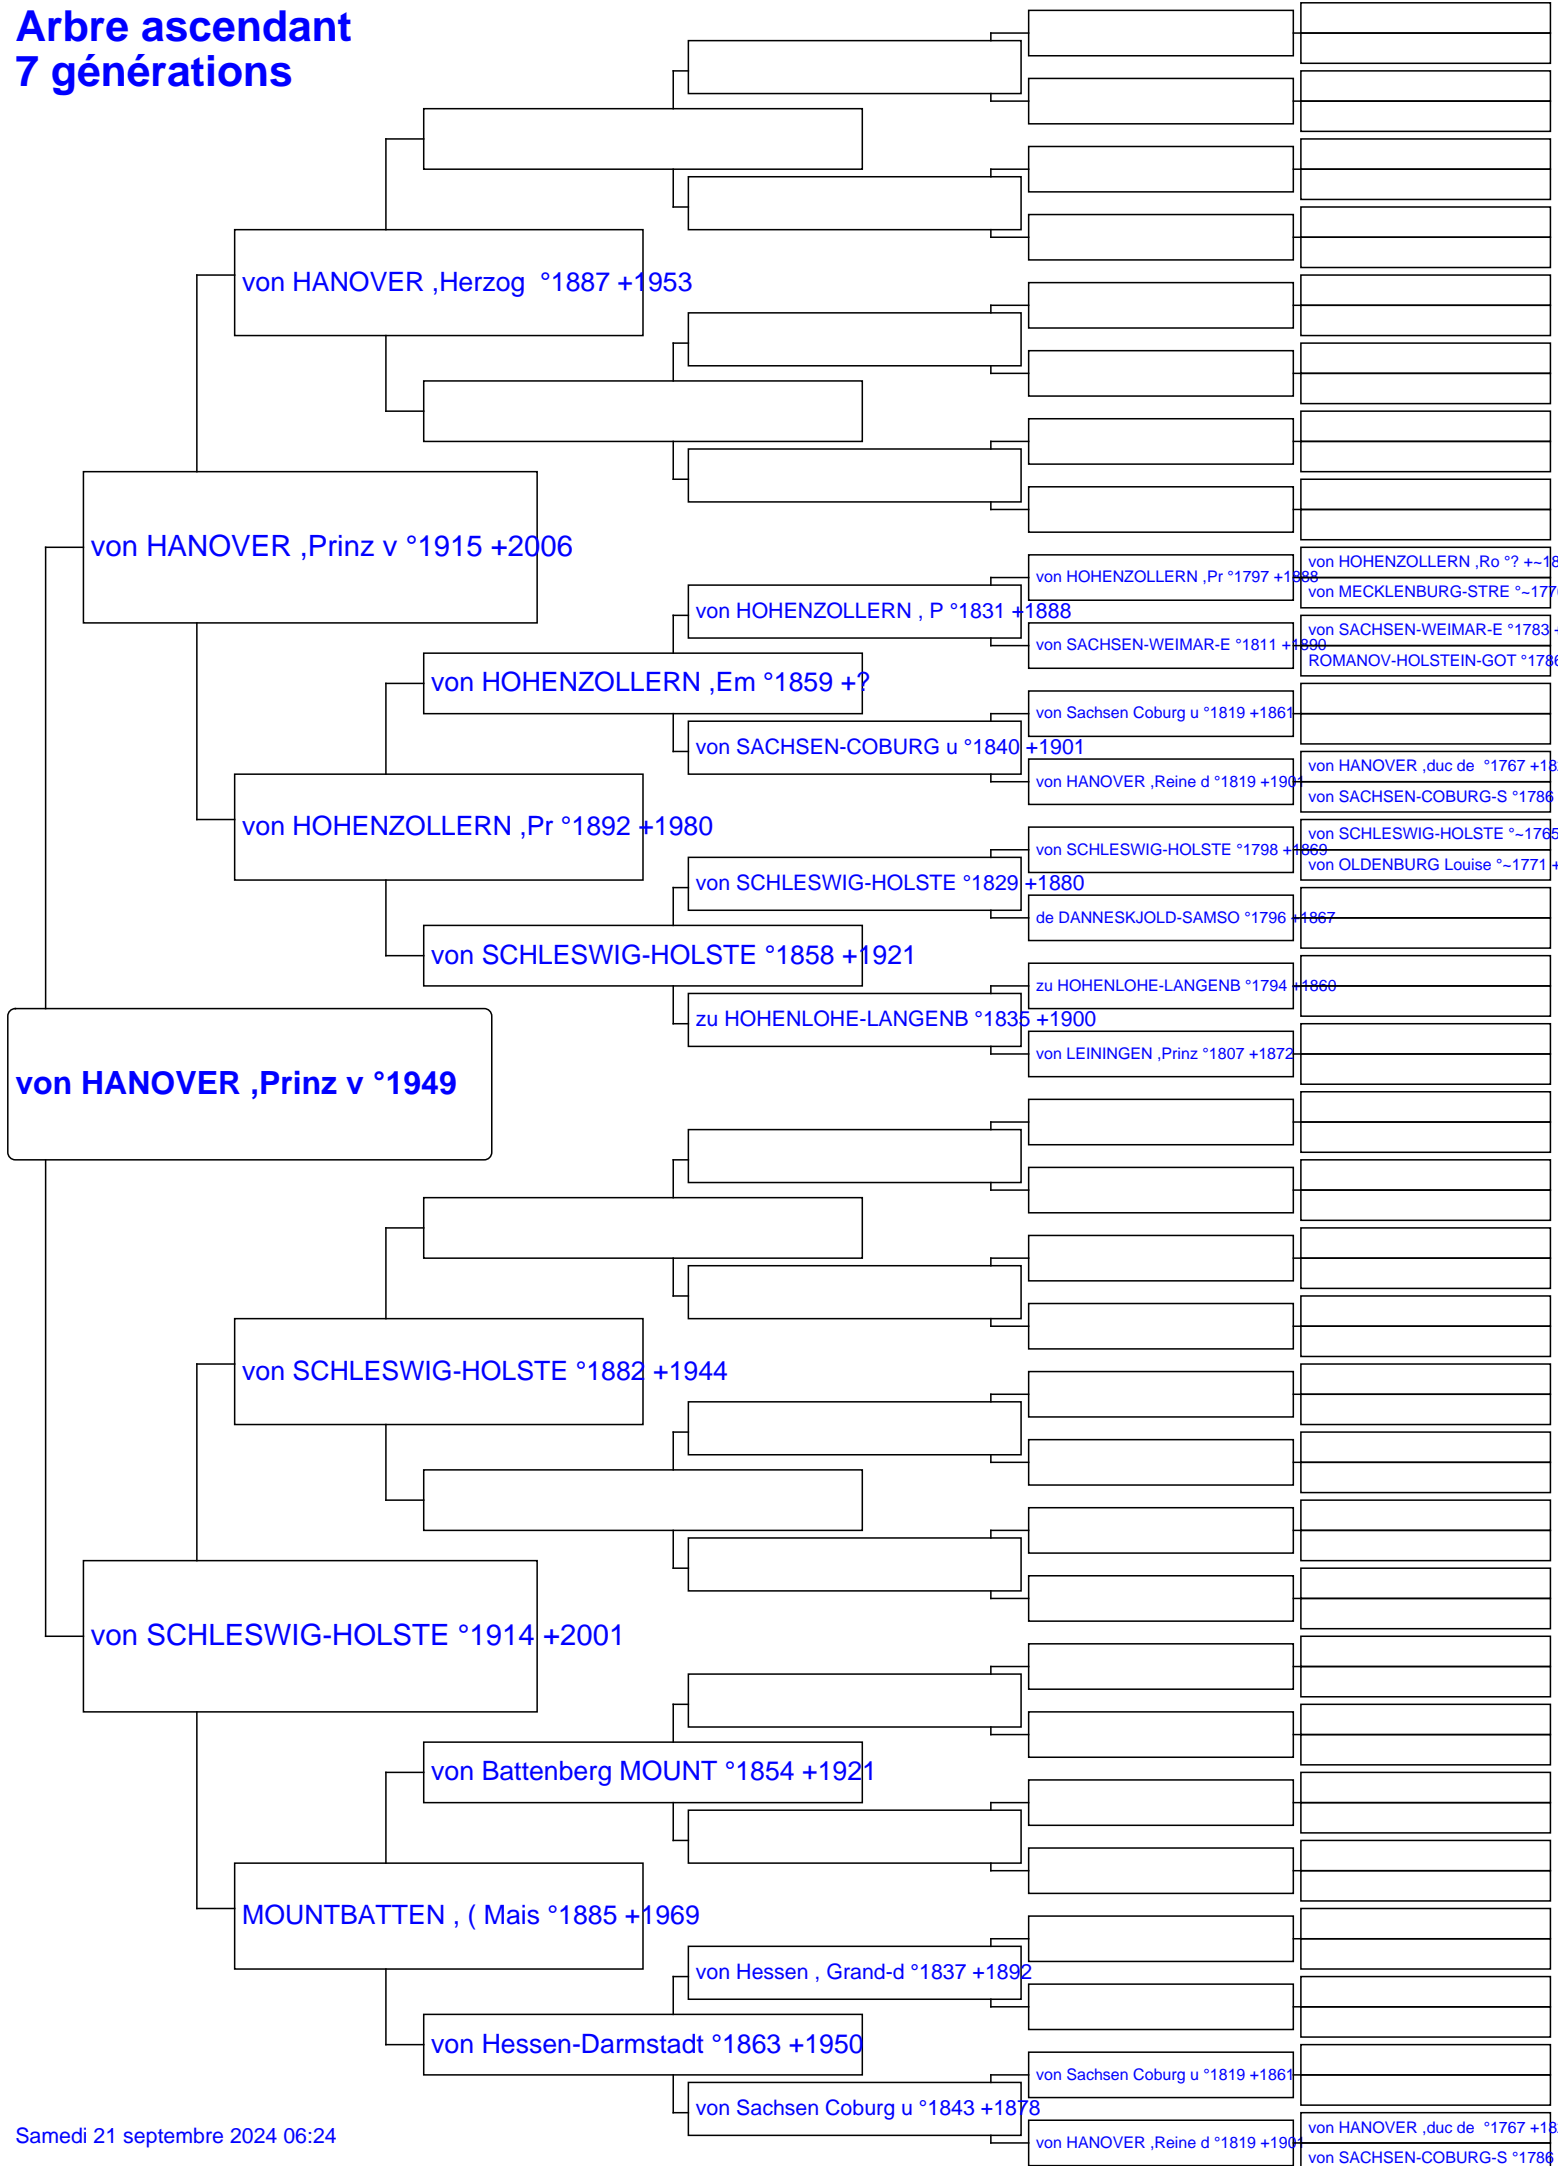 Arbre ascendant
7 générations
von HANOVER ,Herzog °1887 +1953
von HANOVER ,Prinz v °1915 +2006
von HOHENZOLLERN ,Ro °? +~18
von HOHENZOLLERN ,Pr °1797 +1888
von MECKLENBURG-STRE °~1776
von HOHENZOLLERN , P °1831 +1888
von SACHSEN-WEIMAR-E °1783 +
von SACHSEN-WEIMAR-E °1811 +1890
ROMANOV-HOLSTEIN-GOT °1786
von HOHENZOLLERN ,Em °1859 +?
von Sachsen Coburg u °1819 +1861
von SACHSEN-COBURG u °1840 +1901
von HANOVER ,duc de °1767 +18
von HANOVER ,Reine d °1819 +1901
von SACHSEN-COBURG-S °1786
von HOHENZOLLERN ,Pr °1892 +1980
von SCHLESWIG-HOLSTE °~1765
von SCHLESWIG-HOLSTE °1798 +1869
von OLDENBURG Louise °~1771 +
von SCHLESWIG-HOLSTE °1829 +1880
de DANNESKJOLD-SAMSO °1796 +1867
von SCHLESWIG-HOLSTE °1858 +1921
zu HOHENLOHE-LANGENB °1794 +1860
zu HOHENLOHE-LANGENB °1835 +1900
von LEININGEN ,Prinz °1807 +1872
von HANOVER ,Prinz v °1949
von SCHLESWIG-HOLSTE °1882 +1944
von SCHLESWIG-HOLSTE °1914 +2001
von Battenberg MOUNT °1854 +1921
MOUNTBATTEN , ( Mais °1885 +1969
von Hessen , Grand-d °1837 +1892
von Hessen-Darmstadt °1863 +1950
von Sachsen Coburg u °1819 +1861
von Sachsen Coburg u °1843 +1878
von HANOVER ,duc de °1767 +18
von HANOVER ,Reine d °1819 +1901
von SACHSEN-COBURG-S °1786
Samedi 21 septembre 2024 06:24